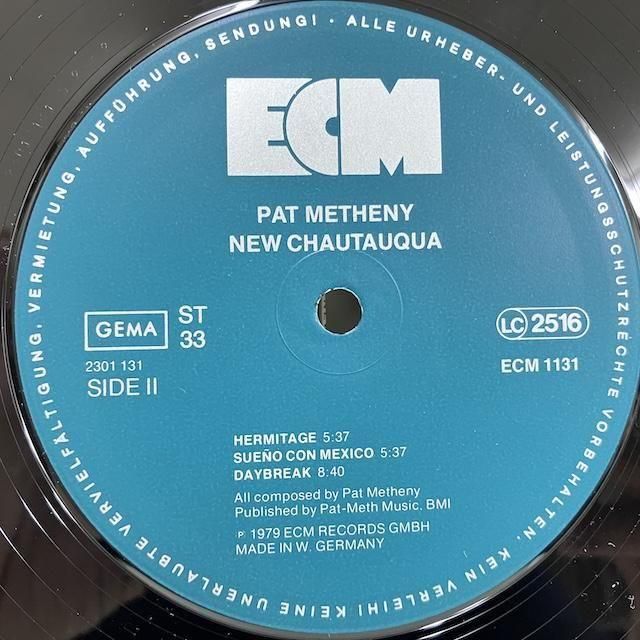 ALLE URHEBER- UND LEISTUNGSSCHUTZRECHTE VORBEHALTEN. KEIN VERLEIH! KEINE UNERLAUBTE VERVIELFÄLTIGUNG, VERMIETUNG, AUFFÜHRUNG, SENDUNG! ·
ECM
PAT METHENY
NEW CHAUTAUQUA
GEMA
ST
33
LC 2516
2301 131
SIDE II
ECM 1131
HERMITAGE 5:37
SUEÑO CON MEXICO 5:37
DAYBREAK 8:40
All composed by Pat Metheny
Published by Pat-Meth Music, BMI
℗ 1979 ECM RECORDS GMBH
MADE IN W. GERMANY